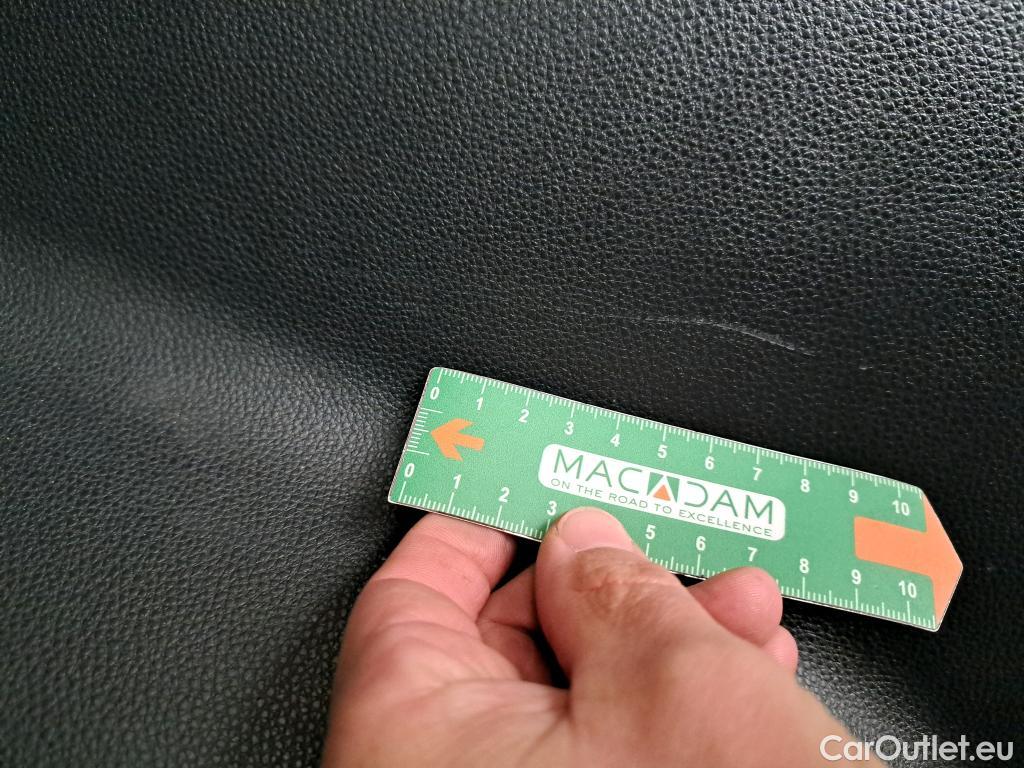 0 1 2 3 4 5 6 7 8 9 10
MACADAM
ON THE ROAD TO EXCELLENCE
0 1 2 3 5 6 7 8 9 10
CarOutlet.eu